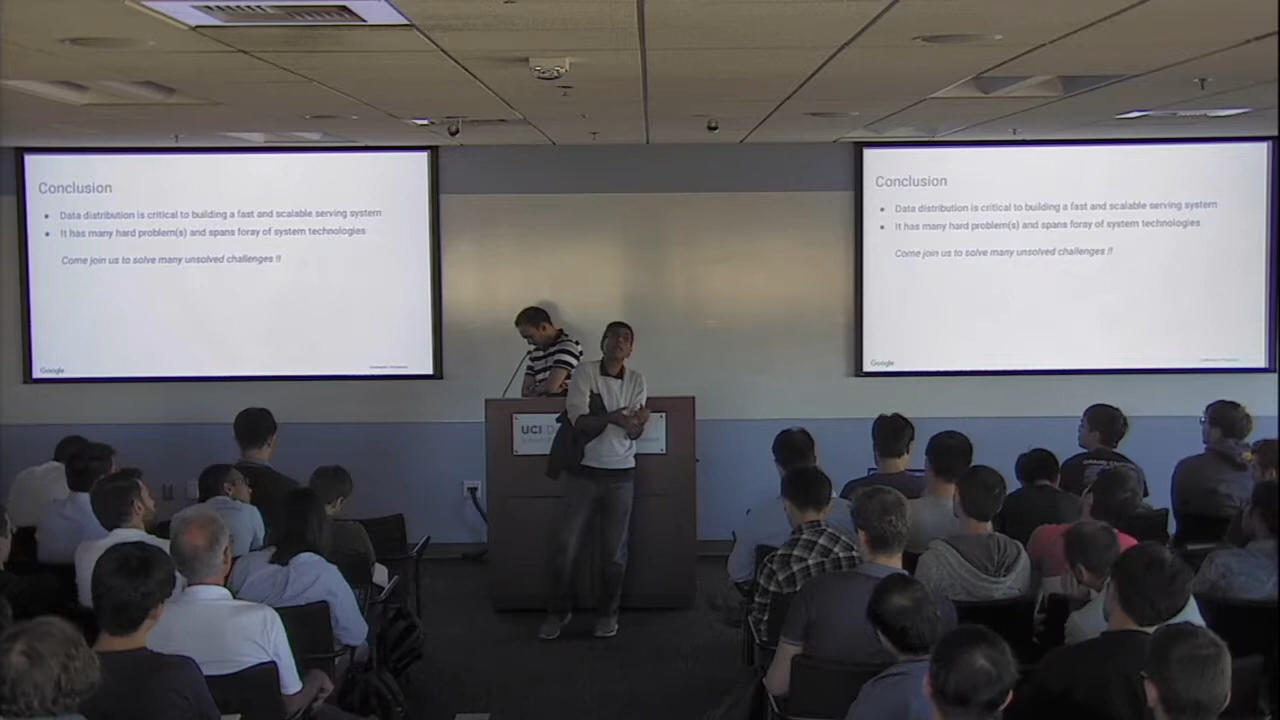 Conclusion
● Data distribution is critical to building a fast and scalable serving system
● It has many hard problem(s) and spans foray of system technologies
Come join us to solve many unsolved challenges !!
Google
Conclusion
● Data distribution is critical to building a fast and scalable serving system
● It has many hard problem(s) and spans foray of system technologies
Come join us to solve many unsolved challenges !!
Google
UCI